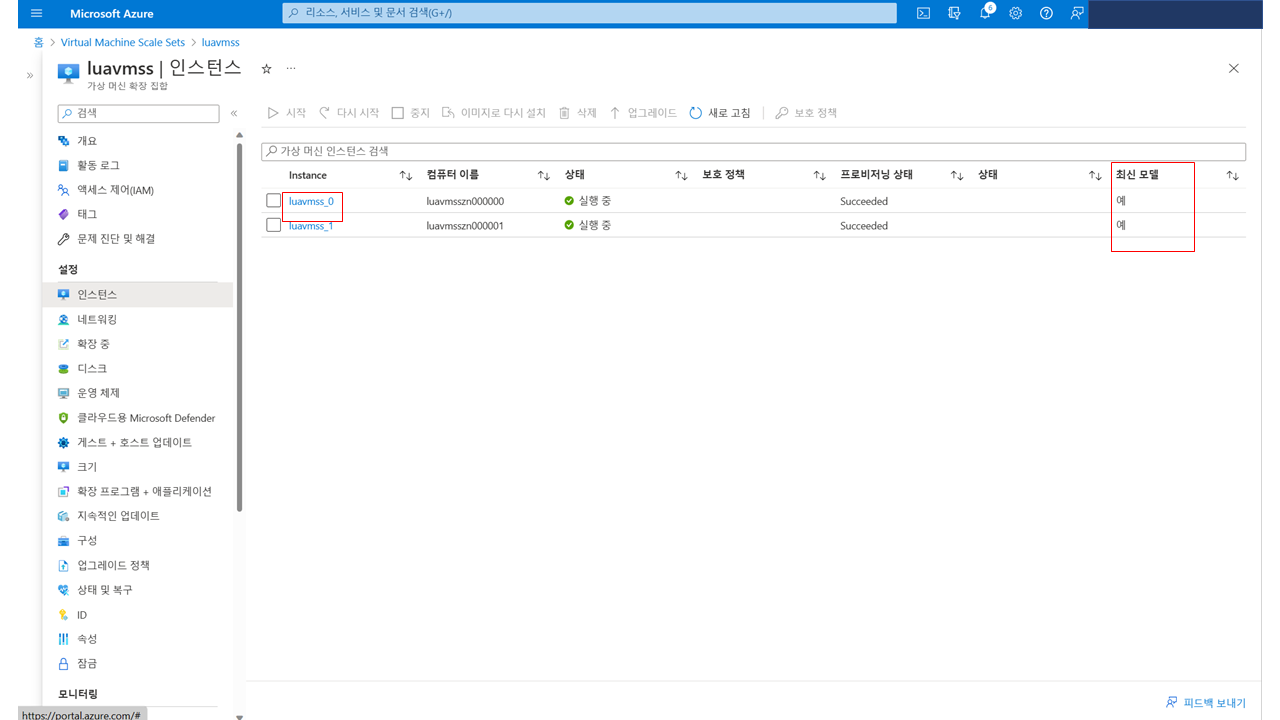 Microsoft Azure
리소스, 서비스 및 문서 검색(G+/)
6
홈 > Virtual Machine Scale Sets > luavmss
luavmss | 인스턴스
가상 머신 확장 집합
검색
개요
활동 로그
액세스 제어(IAM)
태그
문제 진단 및 해결
설정
인스턴스
네트워킹
확장 중
디스크
운영 체제
클라우드용 Microsoft Defender
게스트 + 호스트 업데이트
크기
확장 프로그램 + 애플리케이션
지속적인 업데이트
구성
업그레이드 정책
상태 및 복구
ID
속성
잠금
모니터링
시작 다시 시작 중지 이미지로 다시 설치 삭제 업그레이드 새로 고침 보호 정책
가상 머신 인스턴스 검색
Instance 컴퓨터 이름 상태 보호 정책 프로비저닝 상태 상태 최신 모델
luavmss_0 luavmsszn000000 실행 중 Succeeded 예
luavmss_1 luavmsszn000001 실행 중 Succeeded 예
피드백 보내기
https://portal.azure.com/#